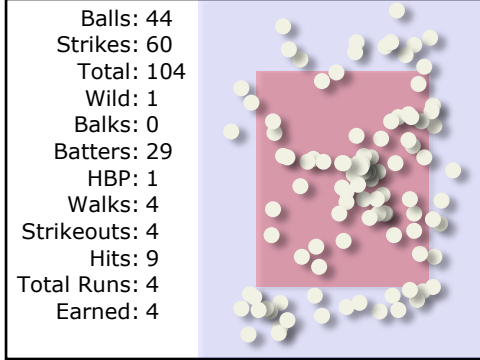 Balls: 44
Strikes: 60
Total: 104
Wild: 1
Balks: 0
Batters: 29
HBP: 1
Walks: 4
Strikeouts: 4
Hits: 9
Total Runs: 4
Earned: 4